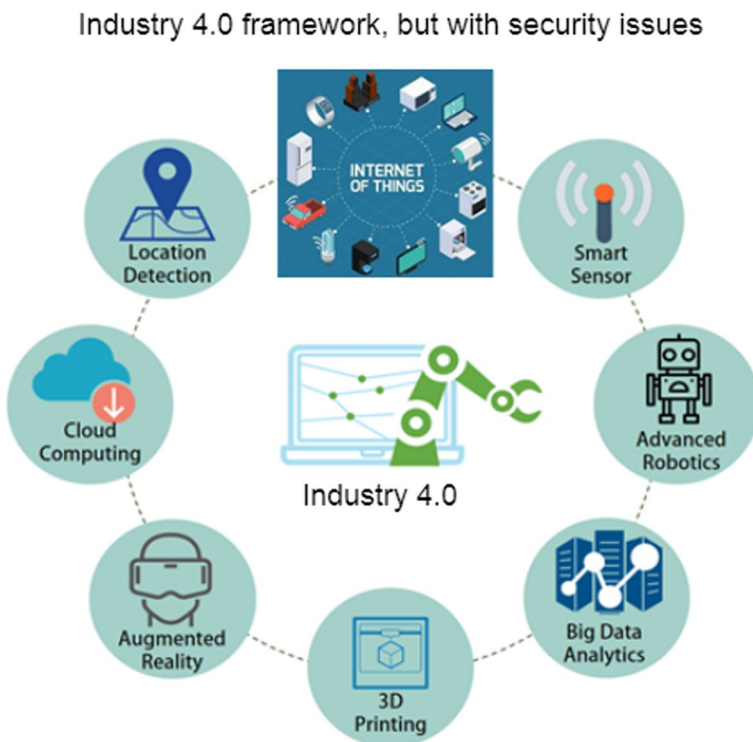 Industry 4.0 framework, but with security issues
INTERNET
OF THINGS
Location
Detection
Smart
Sensor
Cloud
Computing
Advanced
Robotics
Industry 4.0
Augmented
Reality
Big Data
Analytics
3D
Printing